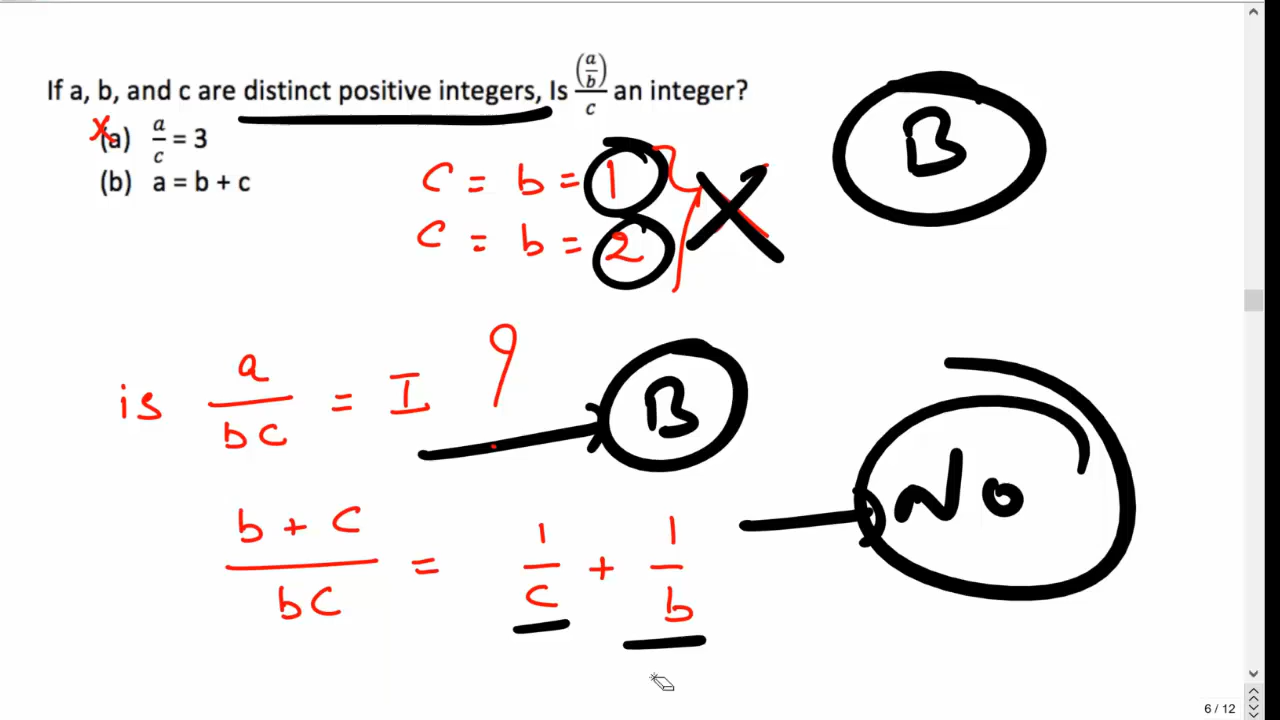 If a, b, and c are distinct positive integers, Is (a/b)/c an integer?
X
(a) a/c = 3
(b) a = b + c
C = b = 1
C = b = 2
X
B
is a/bc = I ?
B
b + c/bc = 1/c + 1/b
No
6 / 12